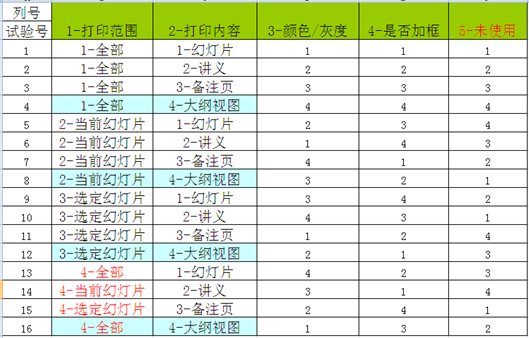 列号 1-打印范围 2-打印内容 3-颜色/灰度 4-是否加框 5-未使用
试验号
1 1-全部 1-幻灯片 1 1 1
2 1-全部 2-讲义 2 2 2
3 1-全部 3-备注页 3 3 3
4 1-全部 4-大纲视图 4 4 4
5 2-当前幻灯片 1-幻灯片 2 3 4
6 2-当前幻灯片 2-讲义 1 4 3
7 2-当前幻灯片 3-备注页 4 1 2
8 2-当前幻灯片 4-大纲视图 3 2 1
9 3-选定幻灯片 1-幻灯片 3 4 2
10 3-选定幻灯片 2-讲义 4 3 1
11 3-选定幻灯片 3-备注页 1 2 4
12 3-选定幻灯片 4-大纲视图 2 1 3
13 4-全部 1-幻灯片 4 2 3
14 4-当前幻灯片 2-讲义 3 1 4
15 4-选定幻灯片 3-备注页 2 4 1
16 4-全部 4-大纲视图 1 3 2